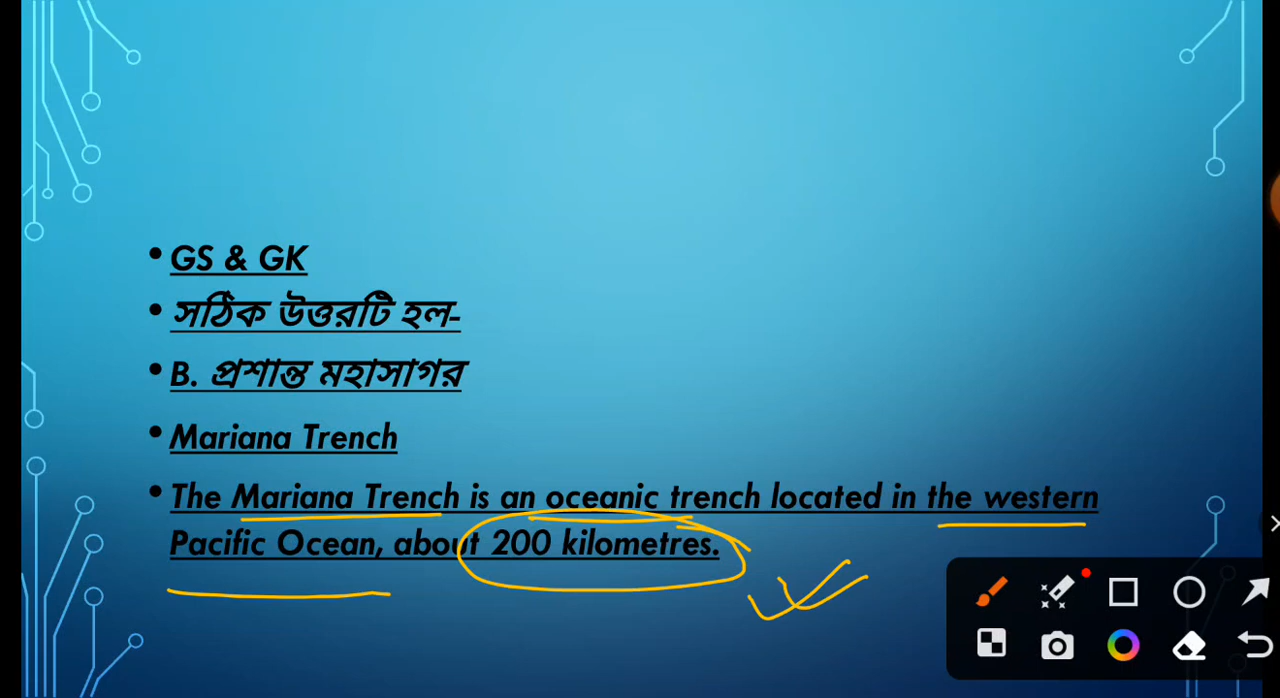 GS & GK
সঠিক উত্তরটি হল-
B. প্রশান্ত মহাসাগর
Mariana Trench
The Mariana Trench is an oceanic trench located in the western
Pacific Ocean, about 200 kilometres.